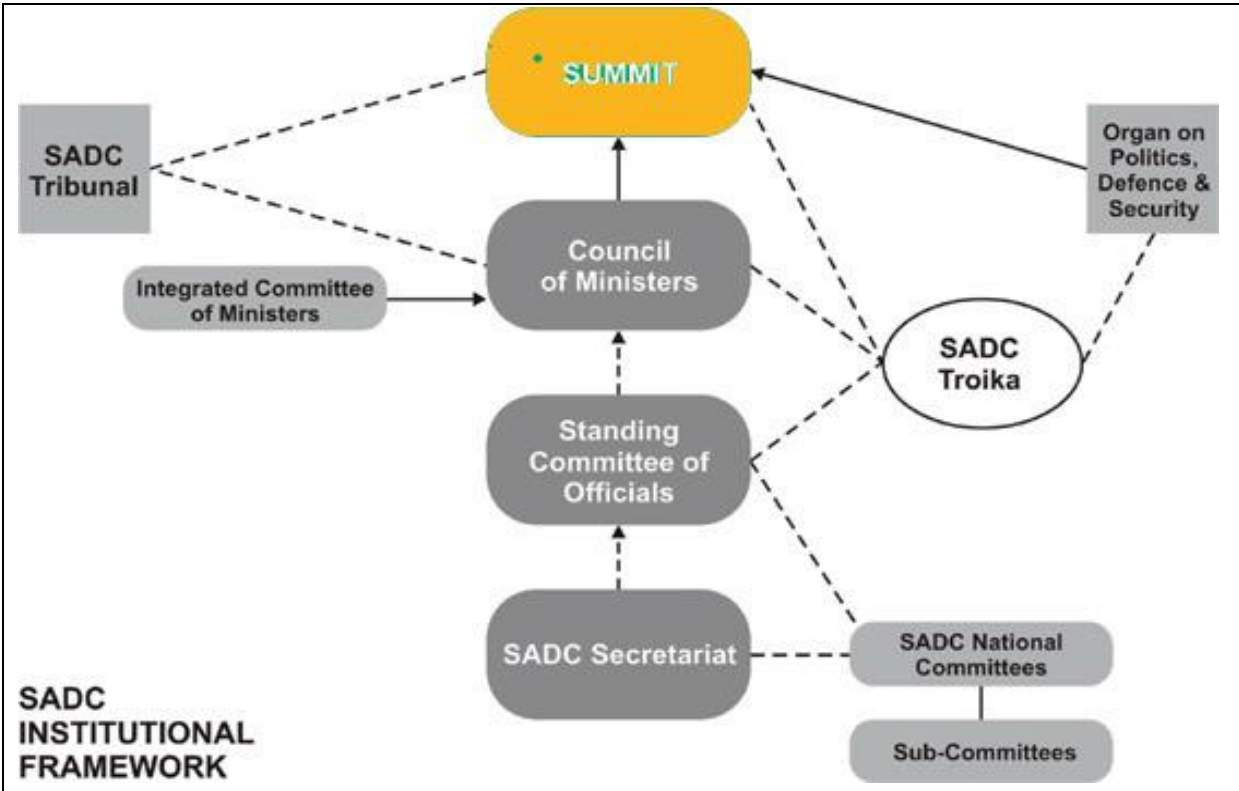 SUMMIT
SADC
Tribunal
Organ on
Politics,
Defence &
Security
Council
of Ministers
Integrated Committee
of Ministers
SADC
Troika
Standing
Committee of
Officials
SADC Secretariat
SADC National
Committees
Sub-Committees
SADC
INSTITUTIONAL
FRAMEWORK